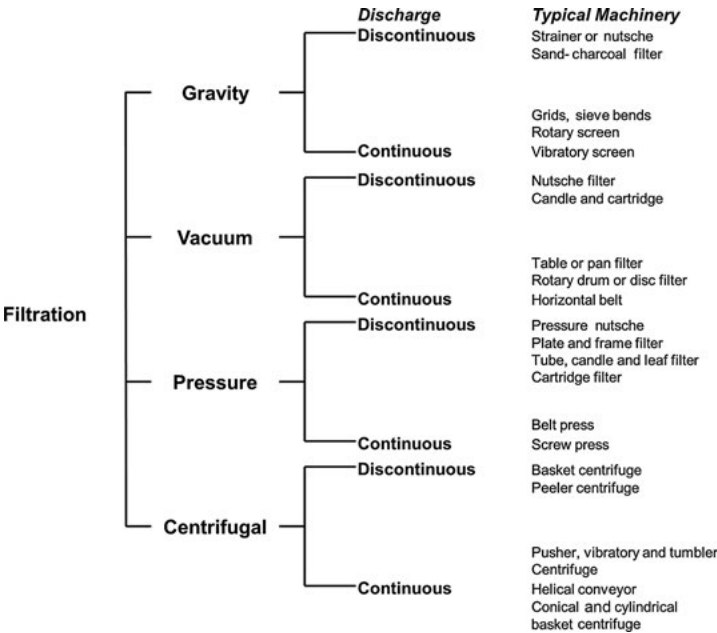 Discharge Typical Machinery
Discontinuous Strainer or nutsche
Sand- charcoal filter
Gravity
Grids, sieve bends
Rotary screen
Continuous Vibratory screen
Discontinuous Nutsche filter
Candle and cartridge
Vacuum
Table or pan filter
Rotary drum or disc filter
Continuous Horizontal belt
Filtration
Discontinuous Pressure nutsche
Plate and frame filter
Tube, candle and leaf filter
Pressure Cartridge filter
Belt press
Continuous Screw press
Discontinuous Basket centrifuge
Peeler centrifuge
Centrifugal
Pusher, vibratory and tumbler
Centrifuge
Continuous Helical conveyor
Conical and cylindrical
basket centrifuge